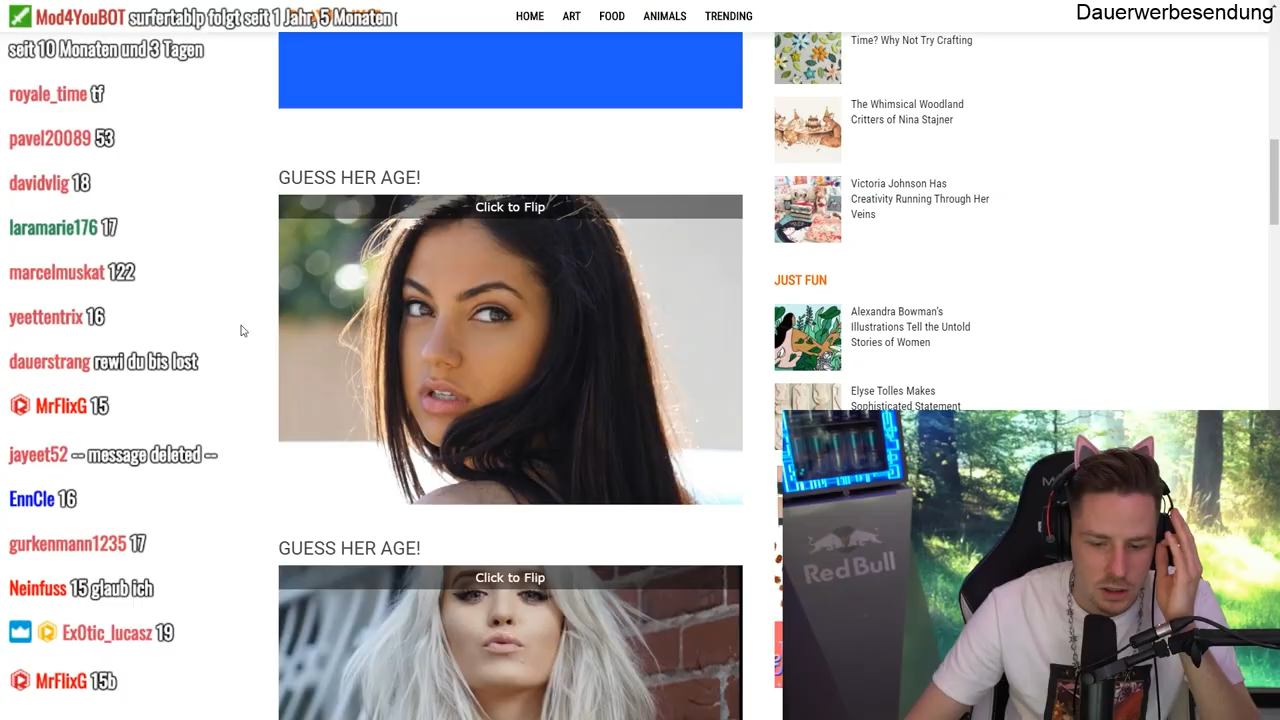 Mod4YouBOT surfertablp folgt seit 1 Jahr, 5 Monaten
seit 10 Monaten und 3 Tagen
royale_time tf
pavel20089 53
davidvlig 18
laramarie176 17
marcelmuskat 122
yeettentrix 16
dauerstrang rewi du bis lost
MrFlixG 15
jayeet52 -- message deleted --
EnnCle 16
gurkenmann1235 17
Neinfuss 15 glaub ich
Ex0tic_lucasz 19
MrFlixG 15b
HOME ART FOOD ANIMALS TRENDING
Dauerwerbesendung
GUESS HER AGE!
Click to Flip
GUESS HER AGE!
Click to Flip
Time? Why Not Try Crafting
The Whimsical Woodland
Critters of Nina Stajner
Victoria Johnson Has
Creativity Running Through Her
Veins
JUST FUN
Alexandra Bowman's
Illustrations Tell the Untold
Stories of Women
Elyse Tolles Makes
Sophisticated Statement
Red Bull